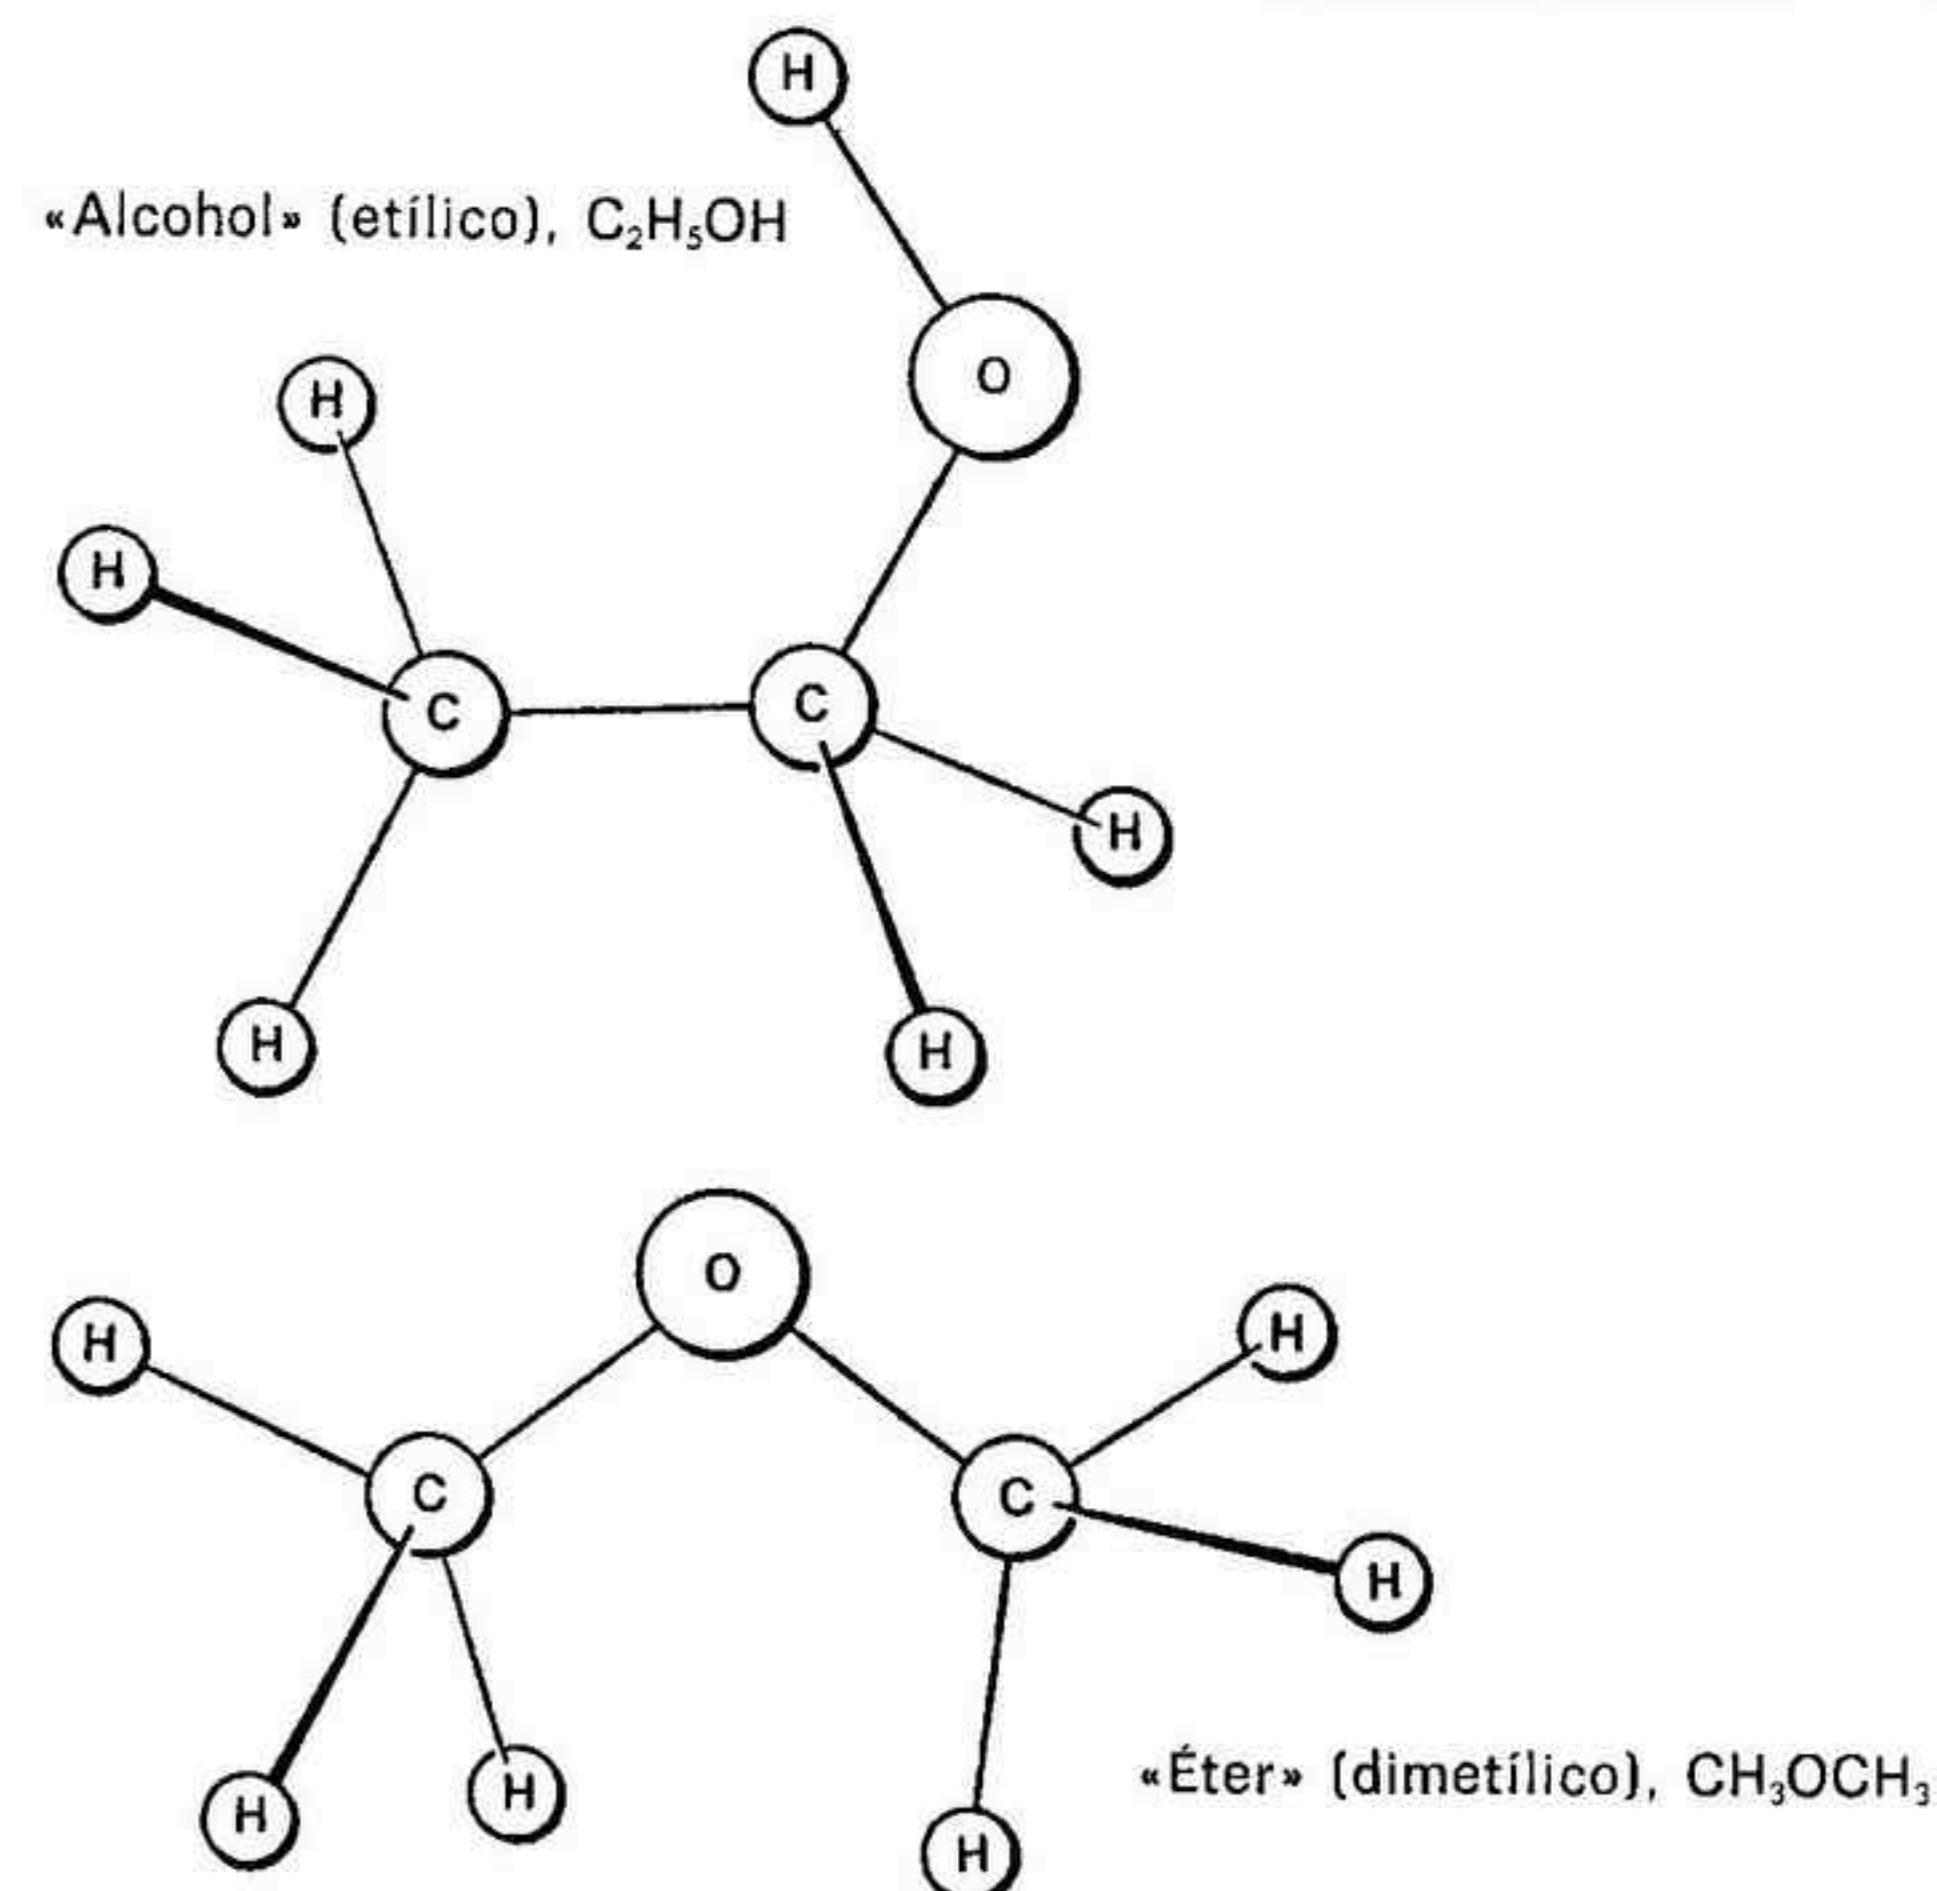 H
«Alcohol» (etílico), C₂H₅OH
O
H
H
C
C
H
H
H
O
H
H
C
C
H
«Éter» (dimetílico), CH₃OCH₃
H
H
H